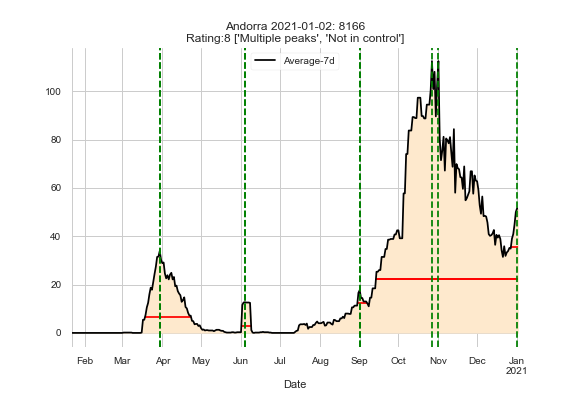 Andorra 2021-01-02: 8166
Rating:8 ['Multiple peaks', 'Not in control']
Average-7d
100
80
60
40
20
0
Feb Mar Apr May Jun Jul Aug Sep Oct Nov Dec Jan
2021
Date